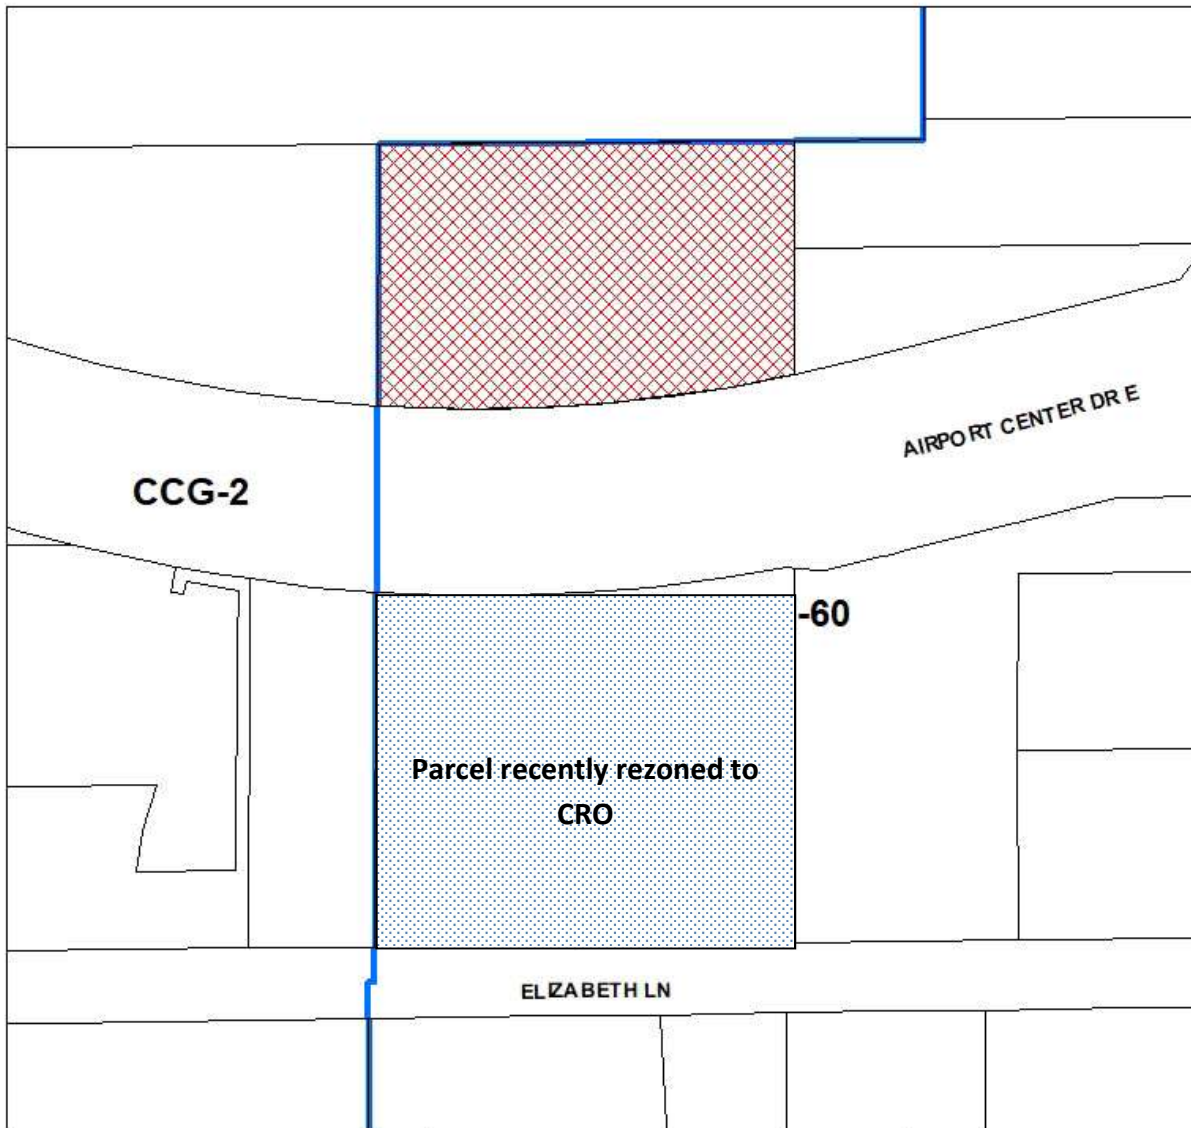 AIRPORT CENTER DR E
CCG-2
-60
Parcel recently rezoned to
CRO
ELIZABETH LN